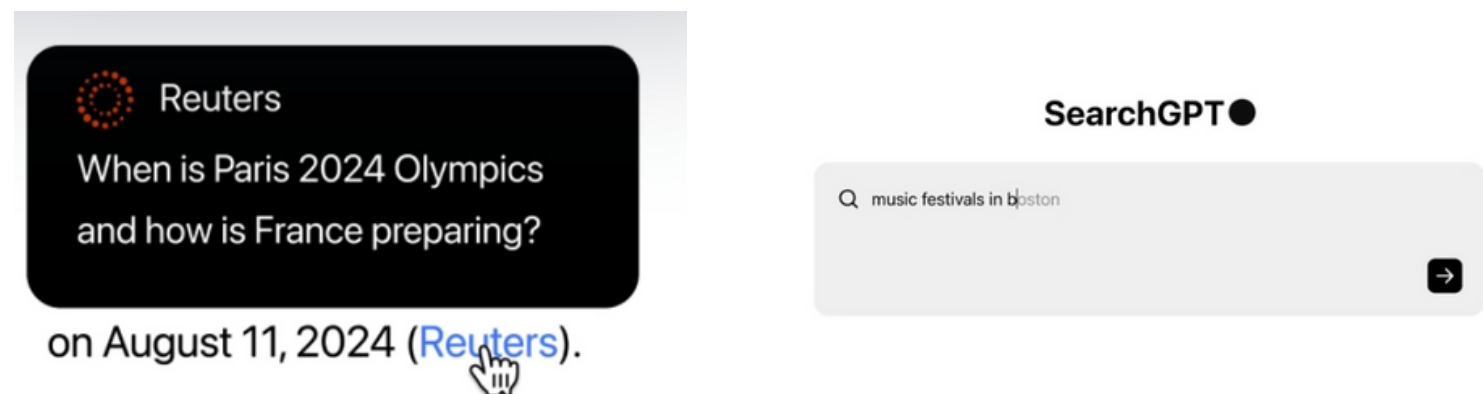 Reuters
When is Paris 2024 Olympics
and how is France preparing?
on August 11, 2024 (Reuters).
SearchGPT
music festivals in boston